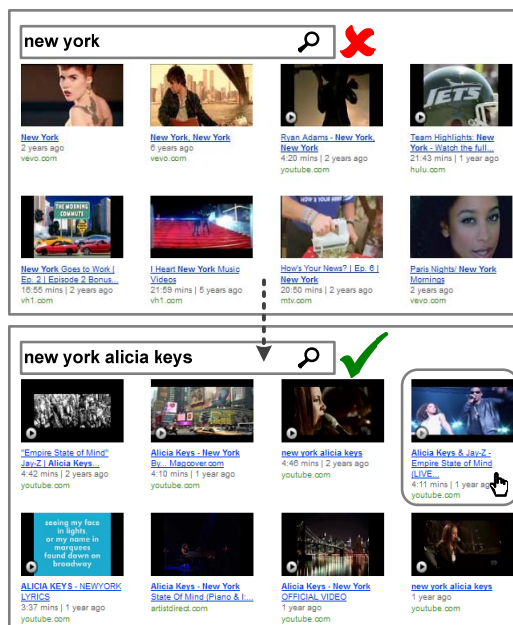 new york
New York
2 years ago
vevo.com
New York, New York
6 years ago
vevo.com
Ryan Adams - New York,
New York
4:20 mins | 2 years ago
youtube.com
JETS
Team Highlights: New
York - Watch the full...
21:43 mins | 1 year ago
hulu.com
THE MORNING
COMMUTE
New York Goes to Work |
Ep. 2 | Episode 2 Bonus...
16:55 mins | 2 years ago
vh1.com
I Heart New York Music
Videos
21:59 mins | 5 years ago
vh1.com
How's Your News? | Ep. 6 |
New York
20:50 mins | 2 years ago
mtv.com
Paris Nights/ New York
Mornings
2 years ago
vevo.com
new york alicia keys
"Empire State of Mind"
Jay-Z | Alicia Keys...
4:42 mins | 2 years ago
youtube.com
Alicia Keys - New York
By... Magcover.com
4:10 mins | 1 year ago
youtube.com
new york alicia keys
4:46 mins | 2 years ago
youtube.com
Alicia Keys & Jay-Z -
Empire State of Mind
(LIVE...
4:11 mins | 1 year ago
youtube.com
seeing my face
in lights
or my name in
marquees
found down on
broadway
ALICIA KEYS - NEWYORK
LYRICS
3:37 mins | 1 year ago
youtube.com
Alicia Keys - New York
State Of Mind (Piano & I:...
artistdirect.com
Alicia Keys - New York
OFFICIAL VIDEO
1 year ago
youtube.com
new york alicia keys
1 year ago
youtube.com